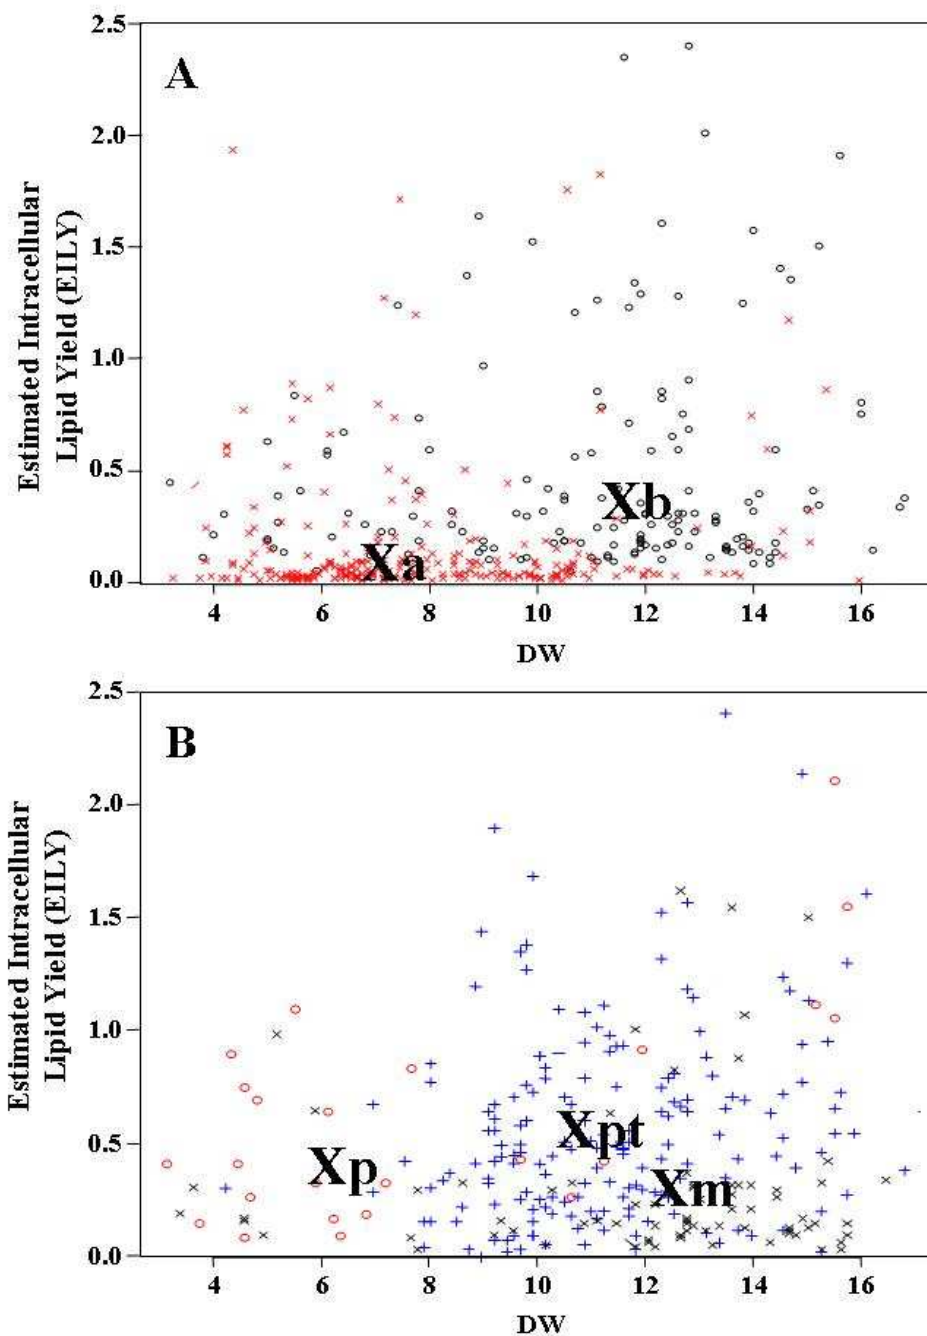 A
2.5
2.0
1.5
1.0
0.5
0.0
Estimated Intracellular
Lipid Yield (EILY)
Xb
Xa
4 6 8 10 12 14 16
DW
B
2.5
2.0
1.5
1.0
0.5
0.0
Estimated Intracellular
Lipid Yield (EILY)
Xpt
Xp
Xm
4 6 8 10 12 14 16
DW